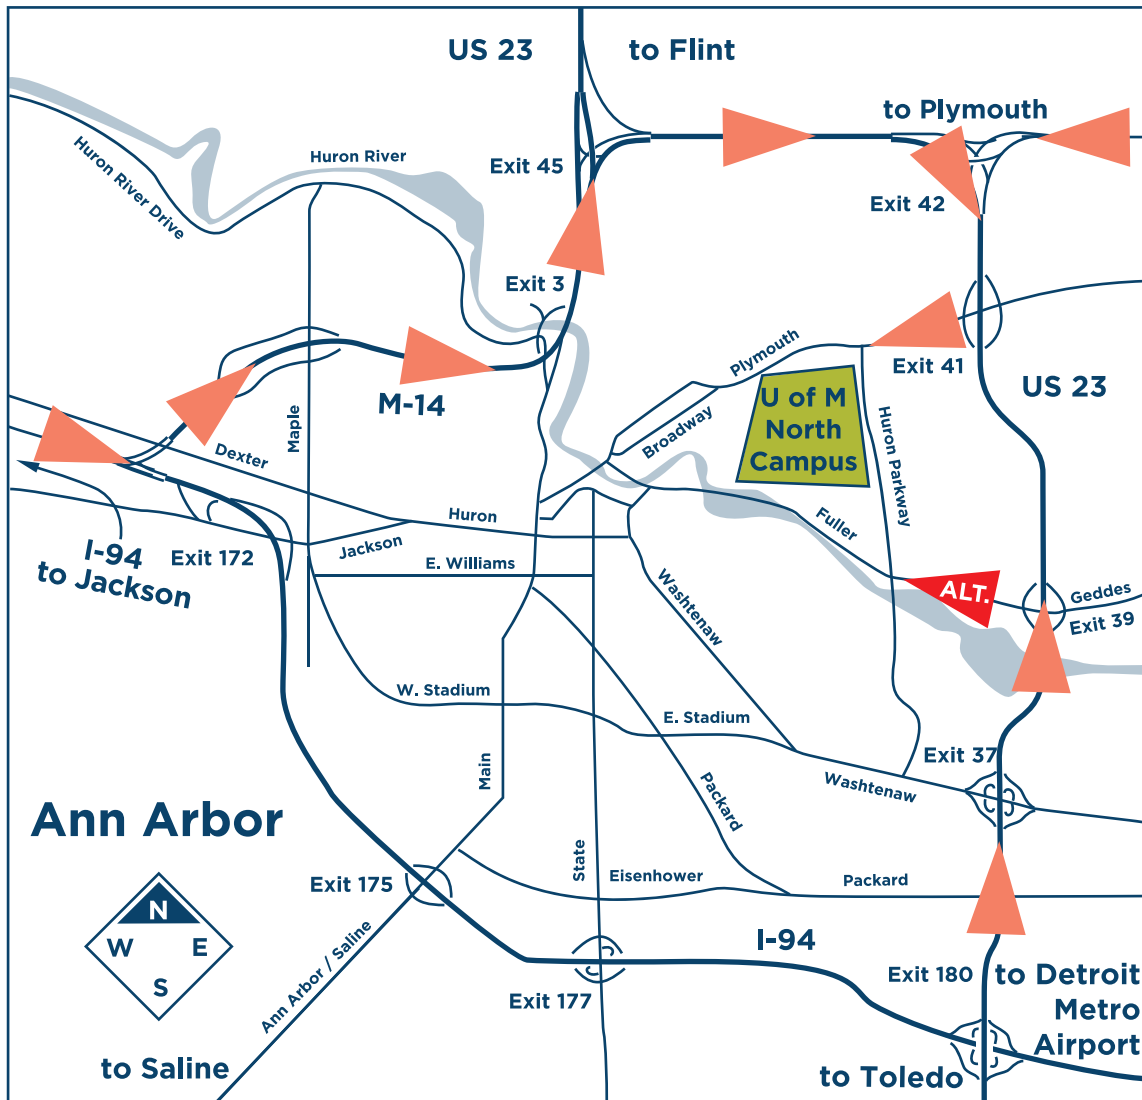 US 23
to Flint
to Plymouth
Huron River
Exit 45
Huron River Drive
Exit 42
Exit 3
Plymouth
Exit 41
US 23
M-14
U of M
North
Campus
Broadway
Maple
Dexter
Huron Parkway
Huron
Fuller
Jackson
I-94
to Jackson
Exit 172
E. Williams
Washtenaw
ALT.
Geddes
Exit 39
W. Stadium
E. Stadium
Main
Exit 37
Washtenaw
Packard
Ann Arbor
State
Exit 175
Eisenhower
Packard
N
W
E
S
Ann Arbor / Saline
I-94
Exit 180
to Detroit
Metro
Airport
Exit 177
to Saline
to Toledo